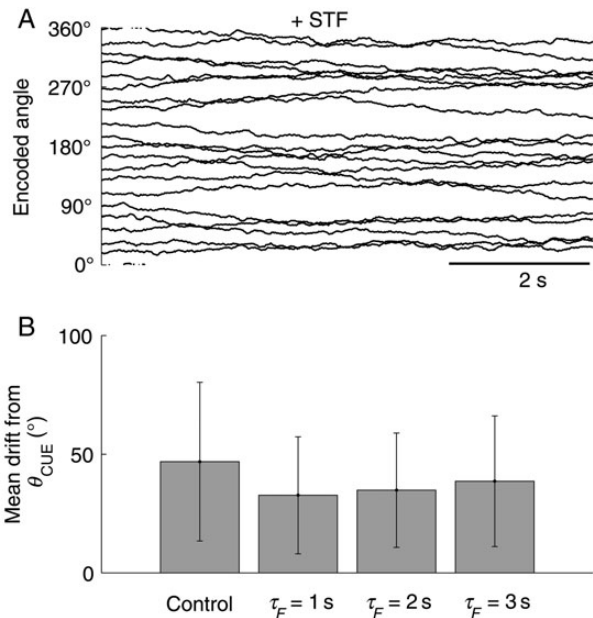 A
+ STF
360°
270°
180°
90°
0°
Encoded angle
2 s
B
100
50
0
Mean drift from
θCUE (°)
Control
τF = 1 s
τF = 2 s
τF = 3 s